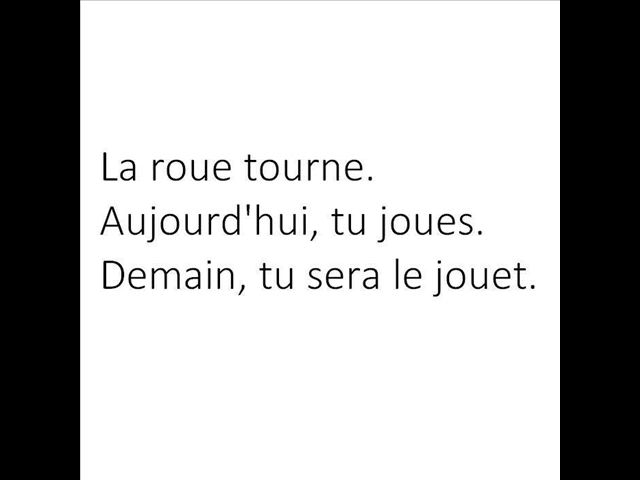 La roue tourne.
Aujourd'hui, tu joues.
Demain, tu sera le jouet.